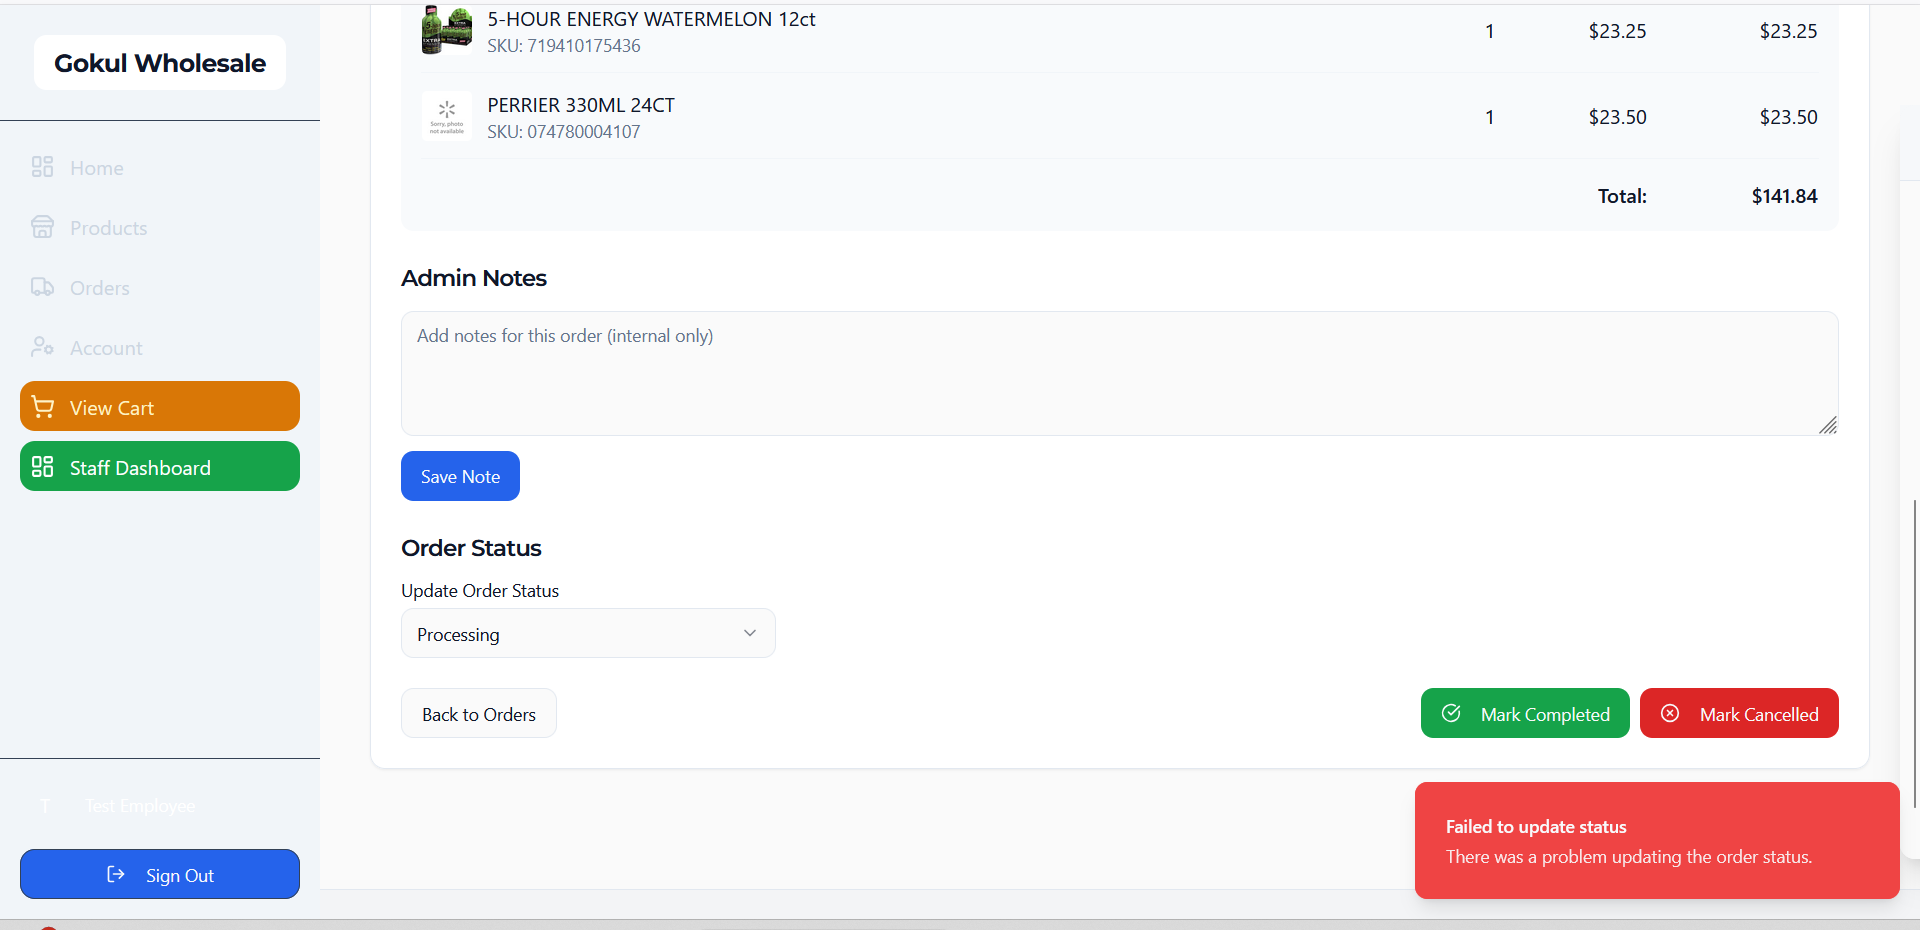 Gokul Wholesale
Home
Products
Orders
Account
View Cart
Staff Dashboard
T Test Employee
Sign Out
5-HOUR ENERGY WATERMELON 12ct 1 $23.25 $23.25
SKU: 719410175436
Sorry, photo
not available
PERRIER 330ML 24CT 1 $23.50 $23.50
SKU: 074780004107
Total: $141.84
Admin Notes
Add notes for this order (internal only)
Save Note
Order Status
Update Order Status
Processing
Back to Orders
Mark Completed
Mark Cancelled
Failed to update status
There was a problem updating the order status.